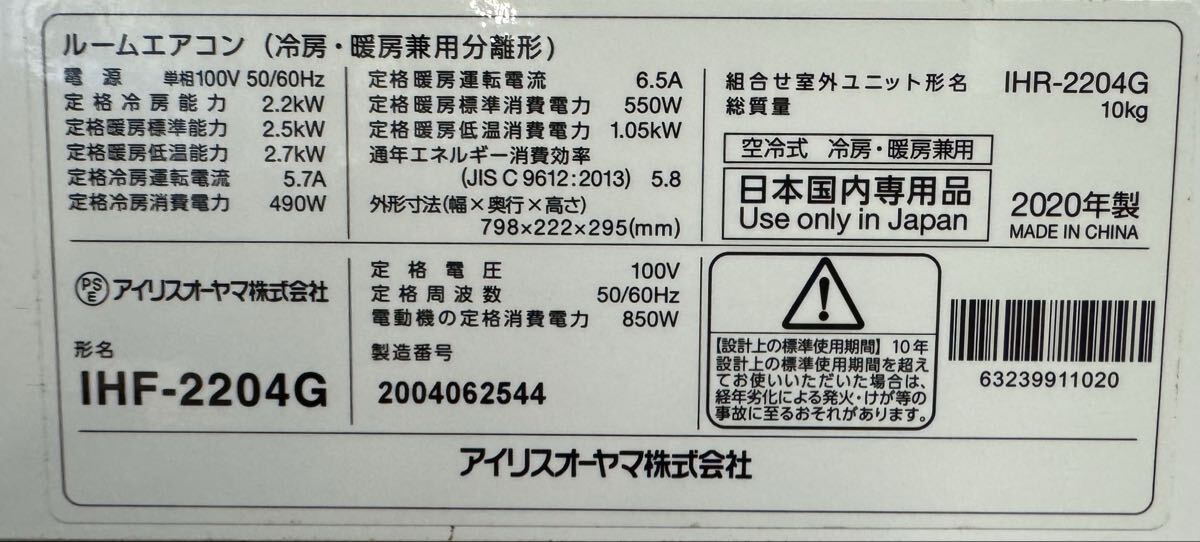 ルームエアコン（冷房・暖房兼用分離形）
電源 単相100V 50/60Hz
定格冷房能力 2.2kW
定格暖房標準能力 2.5kW
定格暖房低温能力 2.7kW
定格冷房運転電流 5.7A
定格冷房消費電力 490W
定格暖房運転電流 6.5A
定格暖房標準消費電力 550W
定格暖房低温消費電力 1.05kW
通年エネルギー消費効率
(JIS C 9612:2013) 5.8
外形寸法(幅×奥行×高さ)
798×222×295(mm)
組合せ室外ユニット形名 IHR-2204G
総質量 10kg
空冷式 冷房・暖房兼用
日本国内専用品
Use only in Japan
2020年製
MADE IN CHINA
PS
E
アイリスオーヤマ株式会社
形名
IHF-2204G
定格電圧 100V
定格周波数 50/60Hz
電動機の定格消費電力 850W
製造番号
2004062544
【設計上の標準使用期間】10年
設計上の標準使用期間を超え
てお使いいただいた場合は、
経年劣化による発火・けが等の
事故に至るおそれがあります。
63239911020
アイリスオーヤマ株式会社